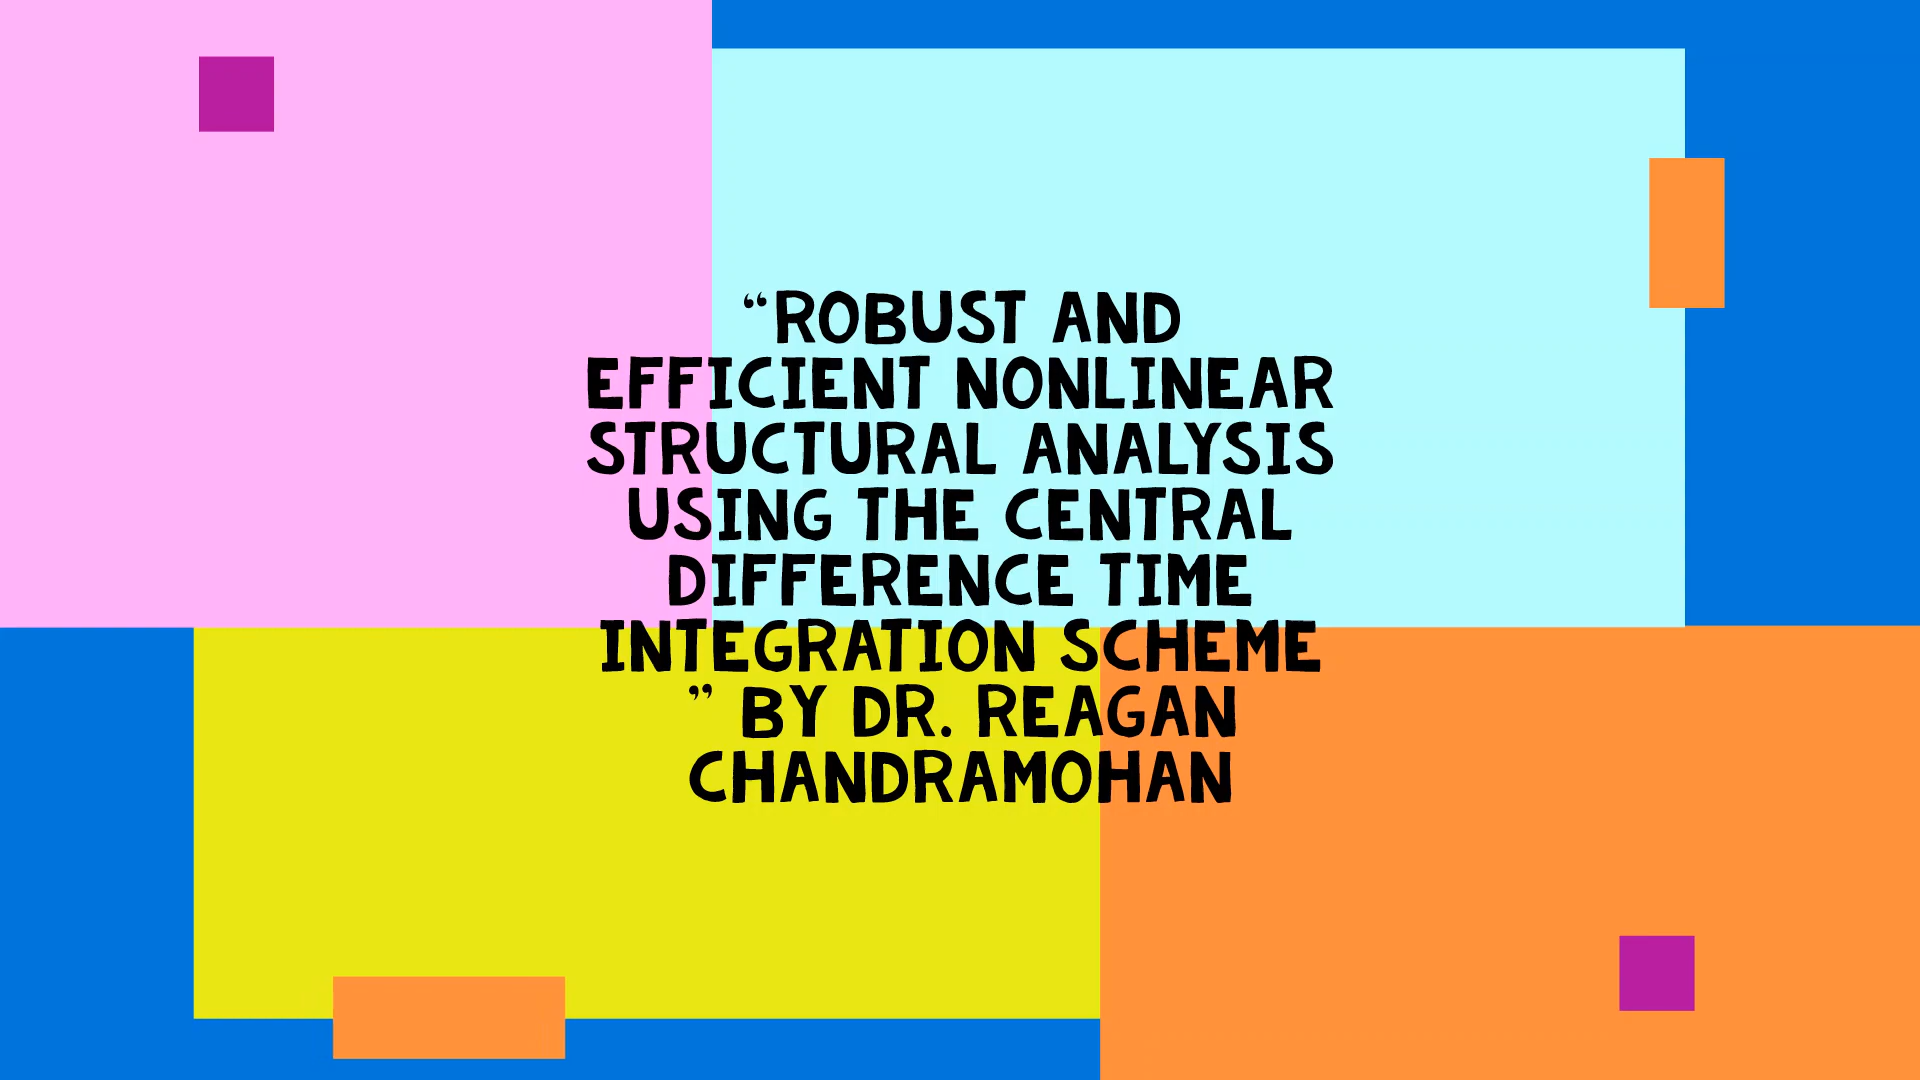 “ROBUST AND
EFFICIENT NONLINEAR
STRUCTURAL ANALYSIS
USING THE CENTRAL
DIFFERENCE TIME
INTEGRATION SCHEME
” BY DR. REAGAN
CHANDRAMOHAN